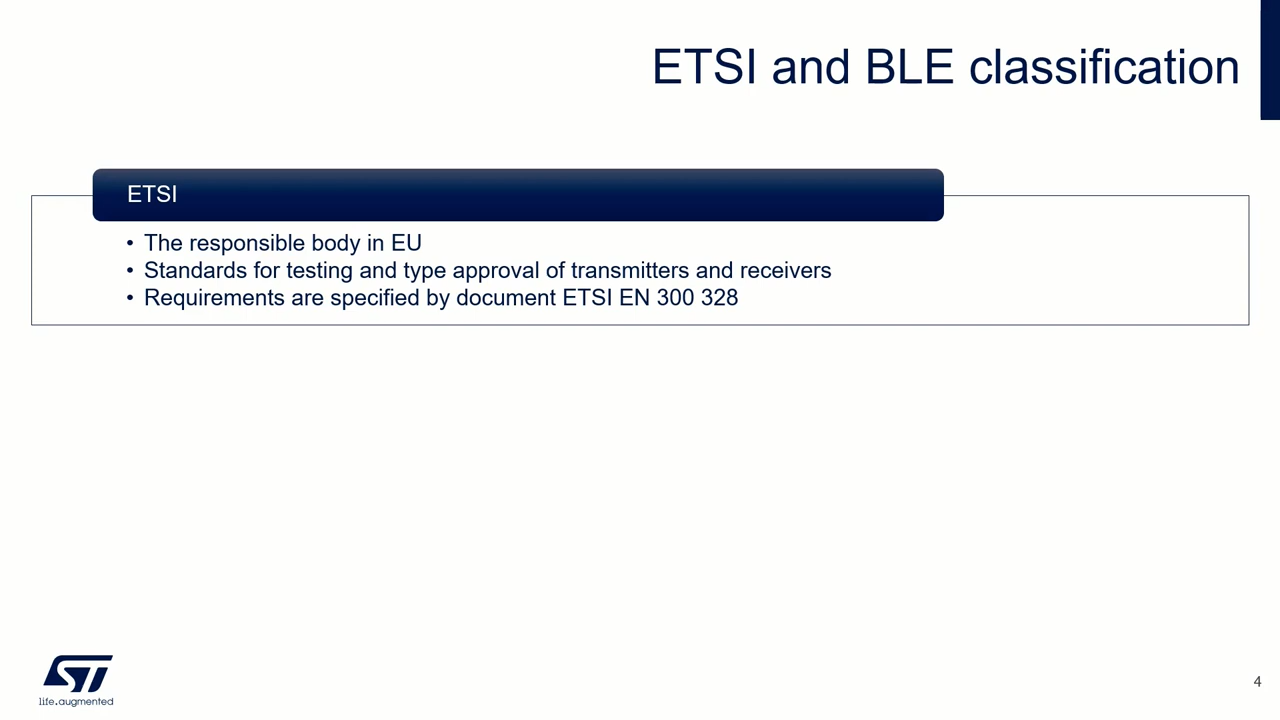 ETSI and BLE classification
ETSI
• The responsible body in EU
• Standards for testing and type approval of transmitters and receivers
• Requirements are specified by document ETSI EN 300 328
ST
life.augmented
4